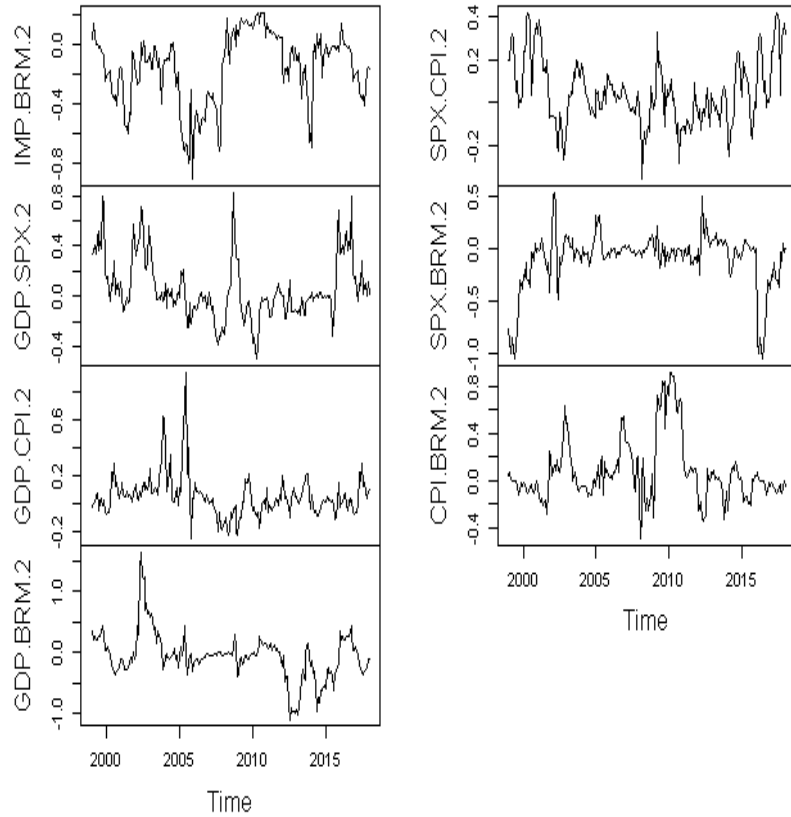 IMP.BRM.2
-0.8 -0.4 0.0
GDP.SPX.2
-0.4 0.0 0.4 0.8
GDP.CPI.2
-0.2 0.2 0.6
GDP.BRM.2
-1.0 0.0 1.0
2000 2005 2010 2015
Time
SPX.CPI.2
-0.2 0.2 0.4
SPX.BRM.2
-1.0 -0.5 0.0 0.5
CPI.BRM.2
-0.4 0.0 0.4 0.8
2000 2005 2010 2015
Time